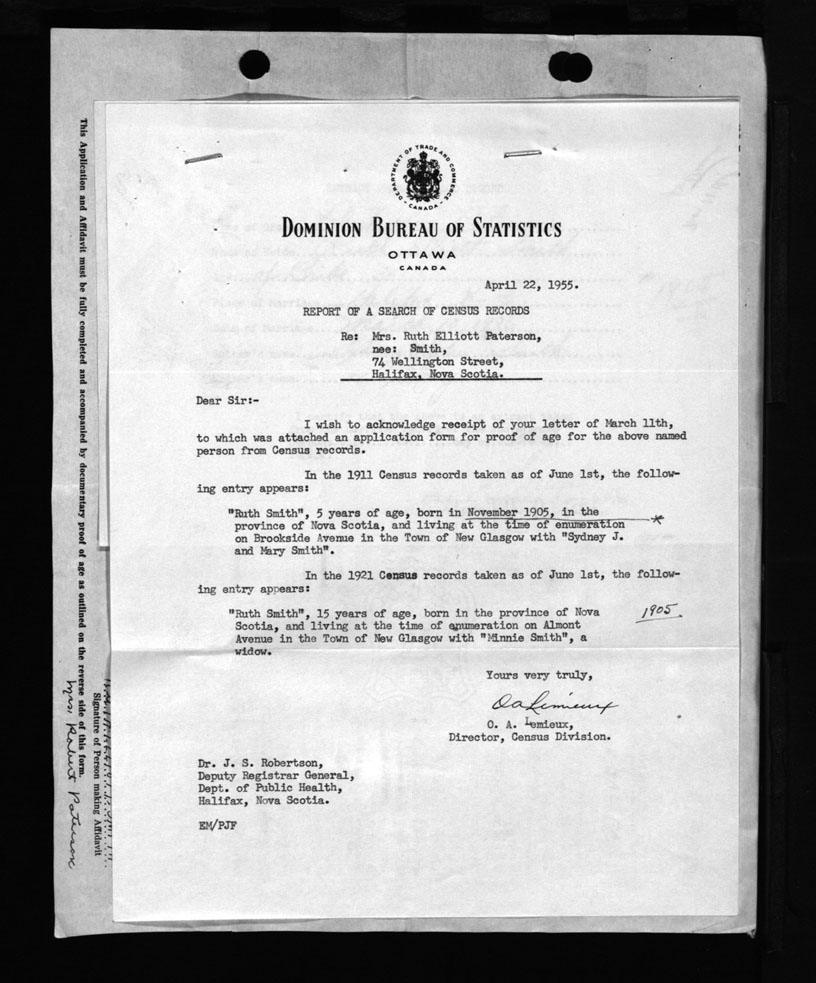 DEPARTMENT OF TRADE AND COMMERCE
- CANADA -
DOMINION BUREAU OF STATISTICS
OTTAWA
CANADA
April 22, 1955.
REPORT OF A SEARCH OF CENSUS RECORDS
Re: Mrs. Ruth Elliott Paterson,
nee: Smith,
74 Wellington Street,
Halifax, Nova Scotia.
Dear Sir:-
I wish to acknowledge receipt of your letter of March 11th,
to which was attached an application form for proof of age for the above named
person from Census records.
In the 1911 Census records taken as of June 1st, the follow-
ing entry appears:
"Ruth Smith", 5 years of age, born in November 1905, in the
province of Nova Scotia, and living at the time of enumeration
on Brookside Avenue in the Town of New Glasgow with "Sydney J.
and Mary Smith".
In the 1921 Census records taken as of June 1st, the follow-
ing entry appears:
"Ruth Smith", 15 years of age, born in the province of Nova
Scotia, and living at the time of enumeration on Almont
Avenue in the Town of New Glasgow with "Minnie Smith", a
widow.
1905
Yours very truly,
O A Lemieux
O. A. Lemieux,
Director, Census Division.
Dr. J. S. Robertson,
Deputy Registrar General,
Dept. of Public Health,
Halifax, Nova Scotia.
EM/PJF
This Application and Affidavit must be fully completed and accompanied by documentary proof of age as outlined on the reverse side of this form.
Signature of Person making Affidavit
Mrs. Robert Paterson